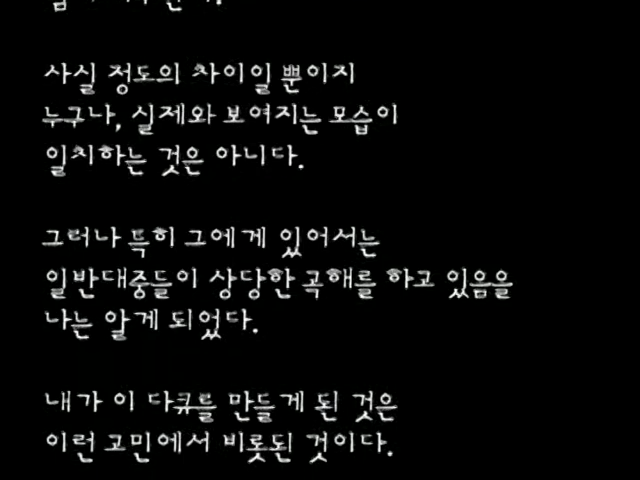 사실 정도의 차이일 뿐이지
누구나, 실제와 보여지는 모습이
일치하는 것은 아니다.
그러나 특히 그에게 있어서는
일반대중들이 상당한 곡해를 하고 있음을
나는 알게 되었다.
내가 이 다큐를 만들게 된 것은
이런 고민에서 비롯된 것이다.